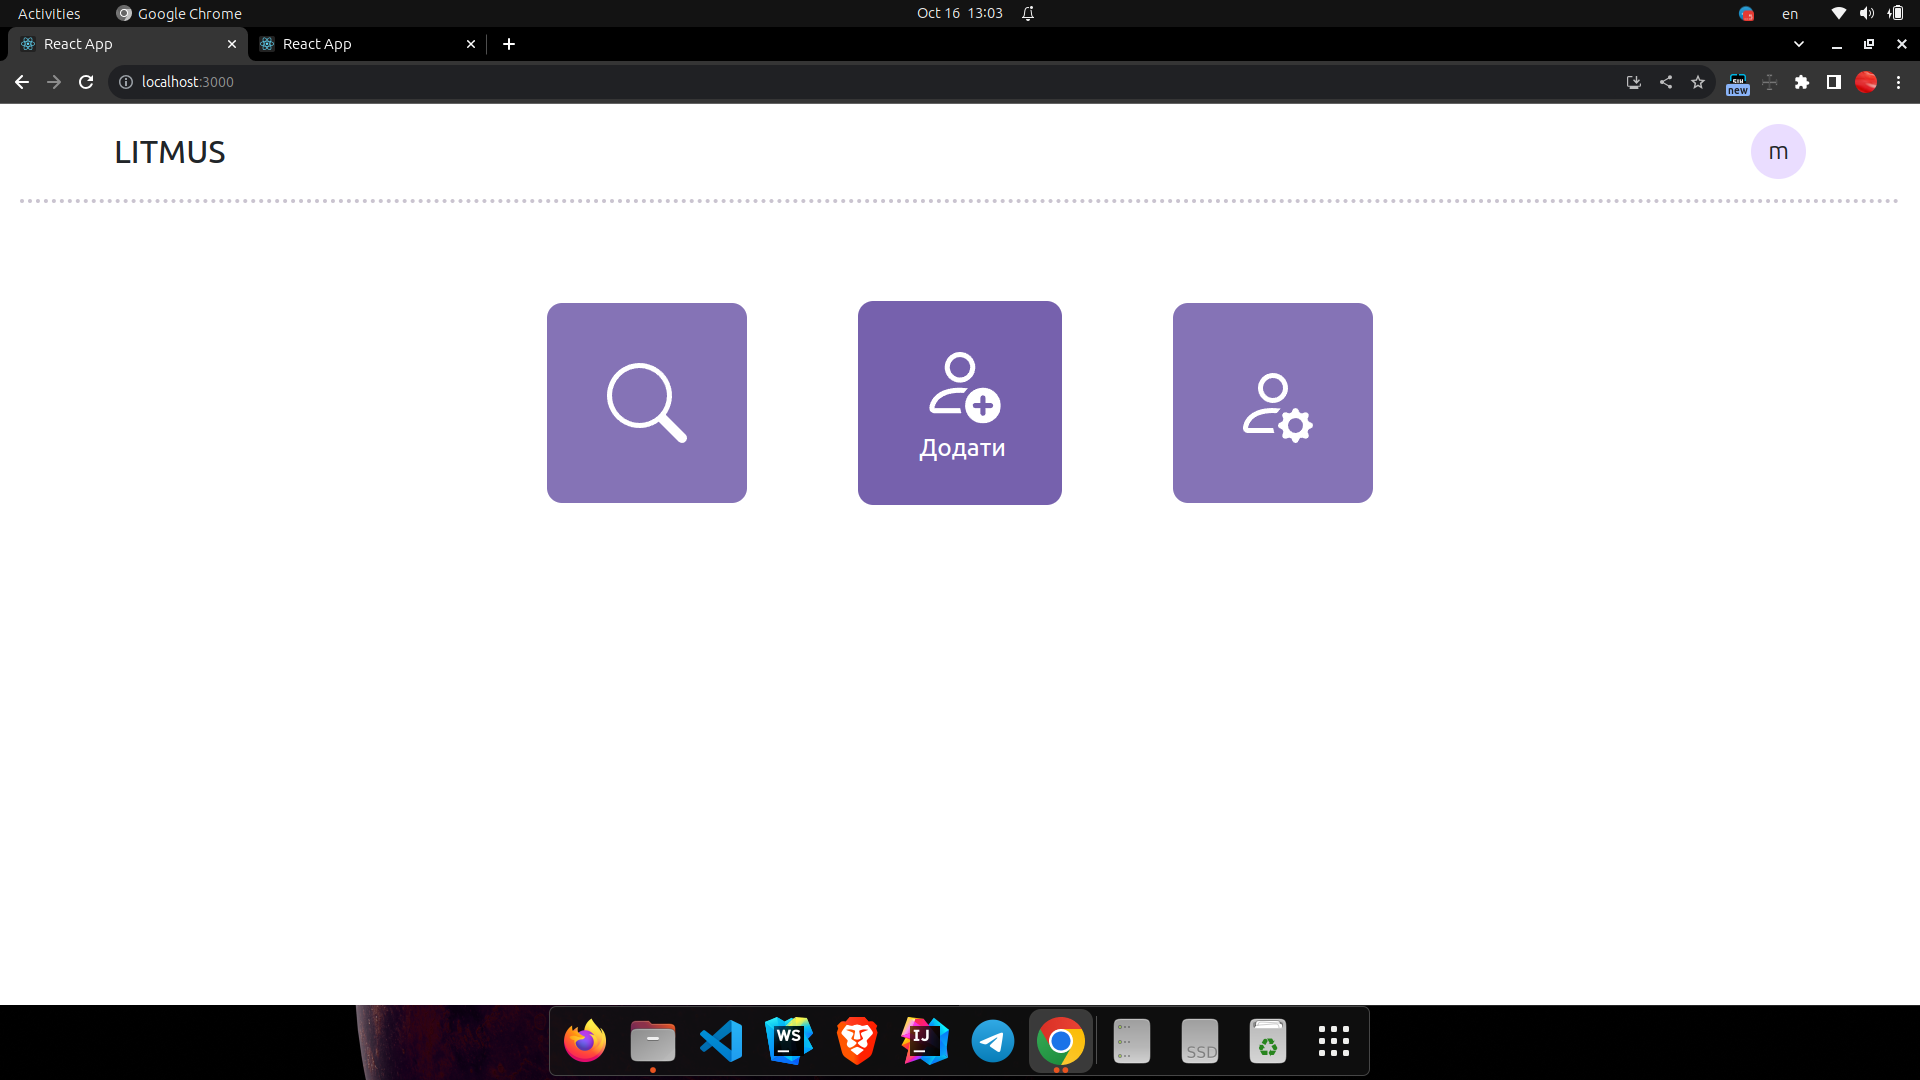 Activities
Google Chrome
Oct 16 13:03
en
React App
React App
localhost:3000
new
LITMUS
m
Додати
WS
IJ
SSD